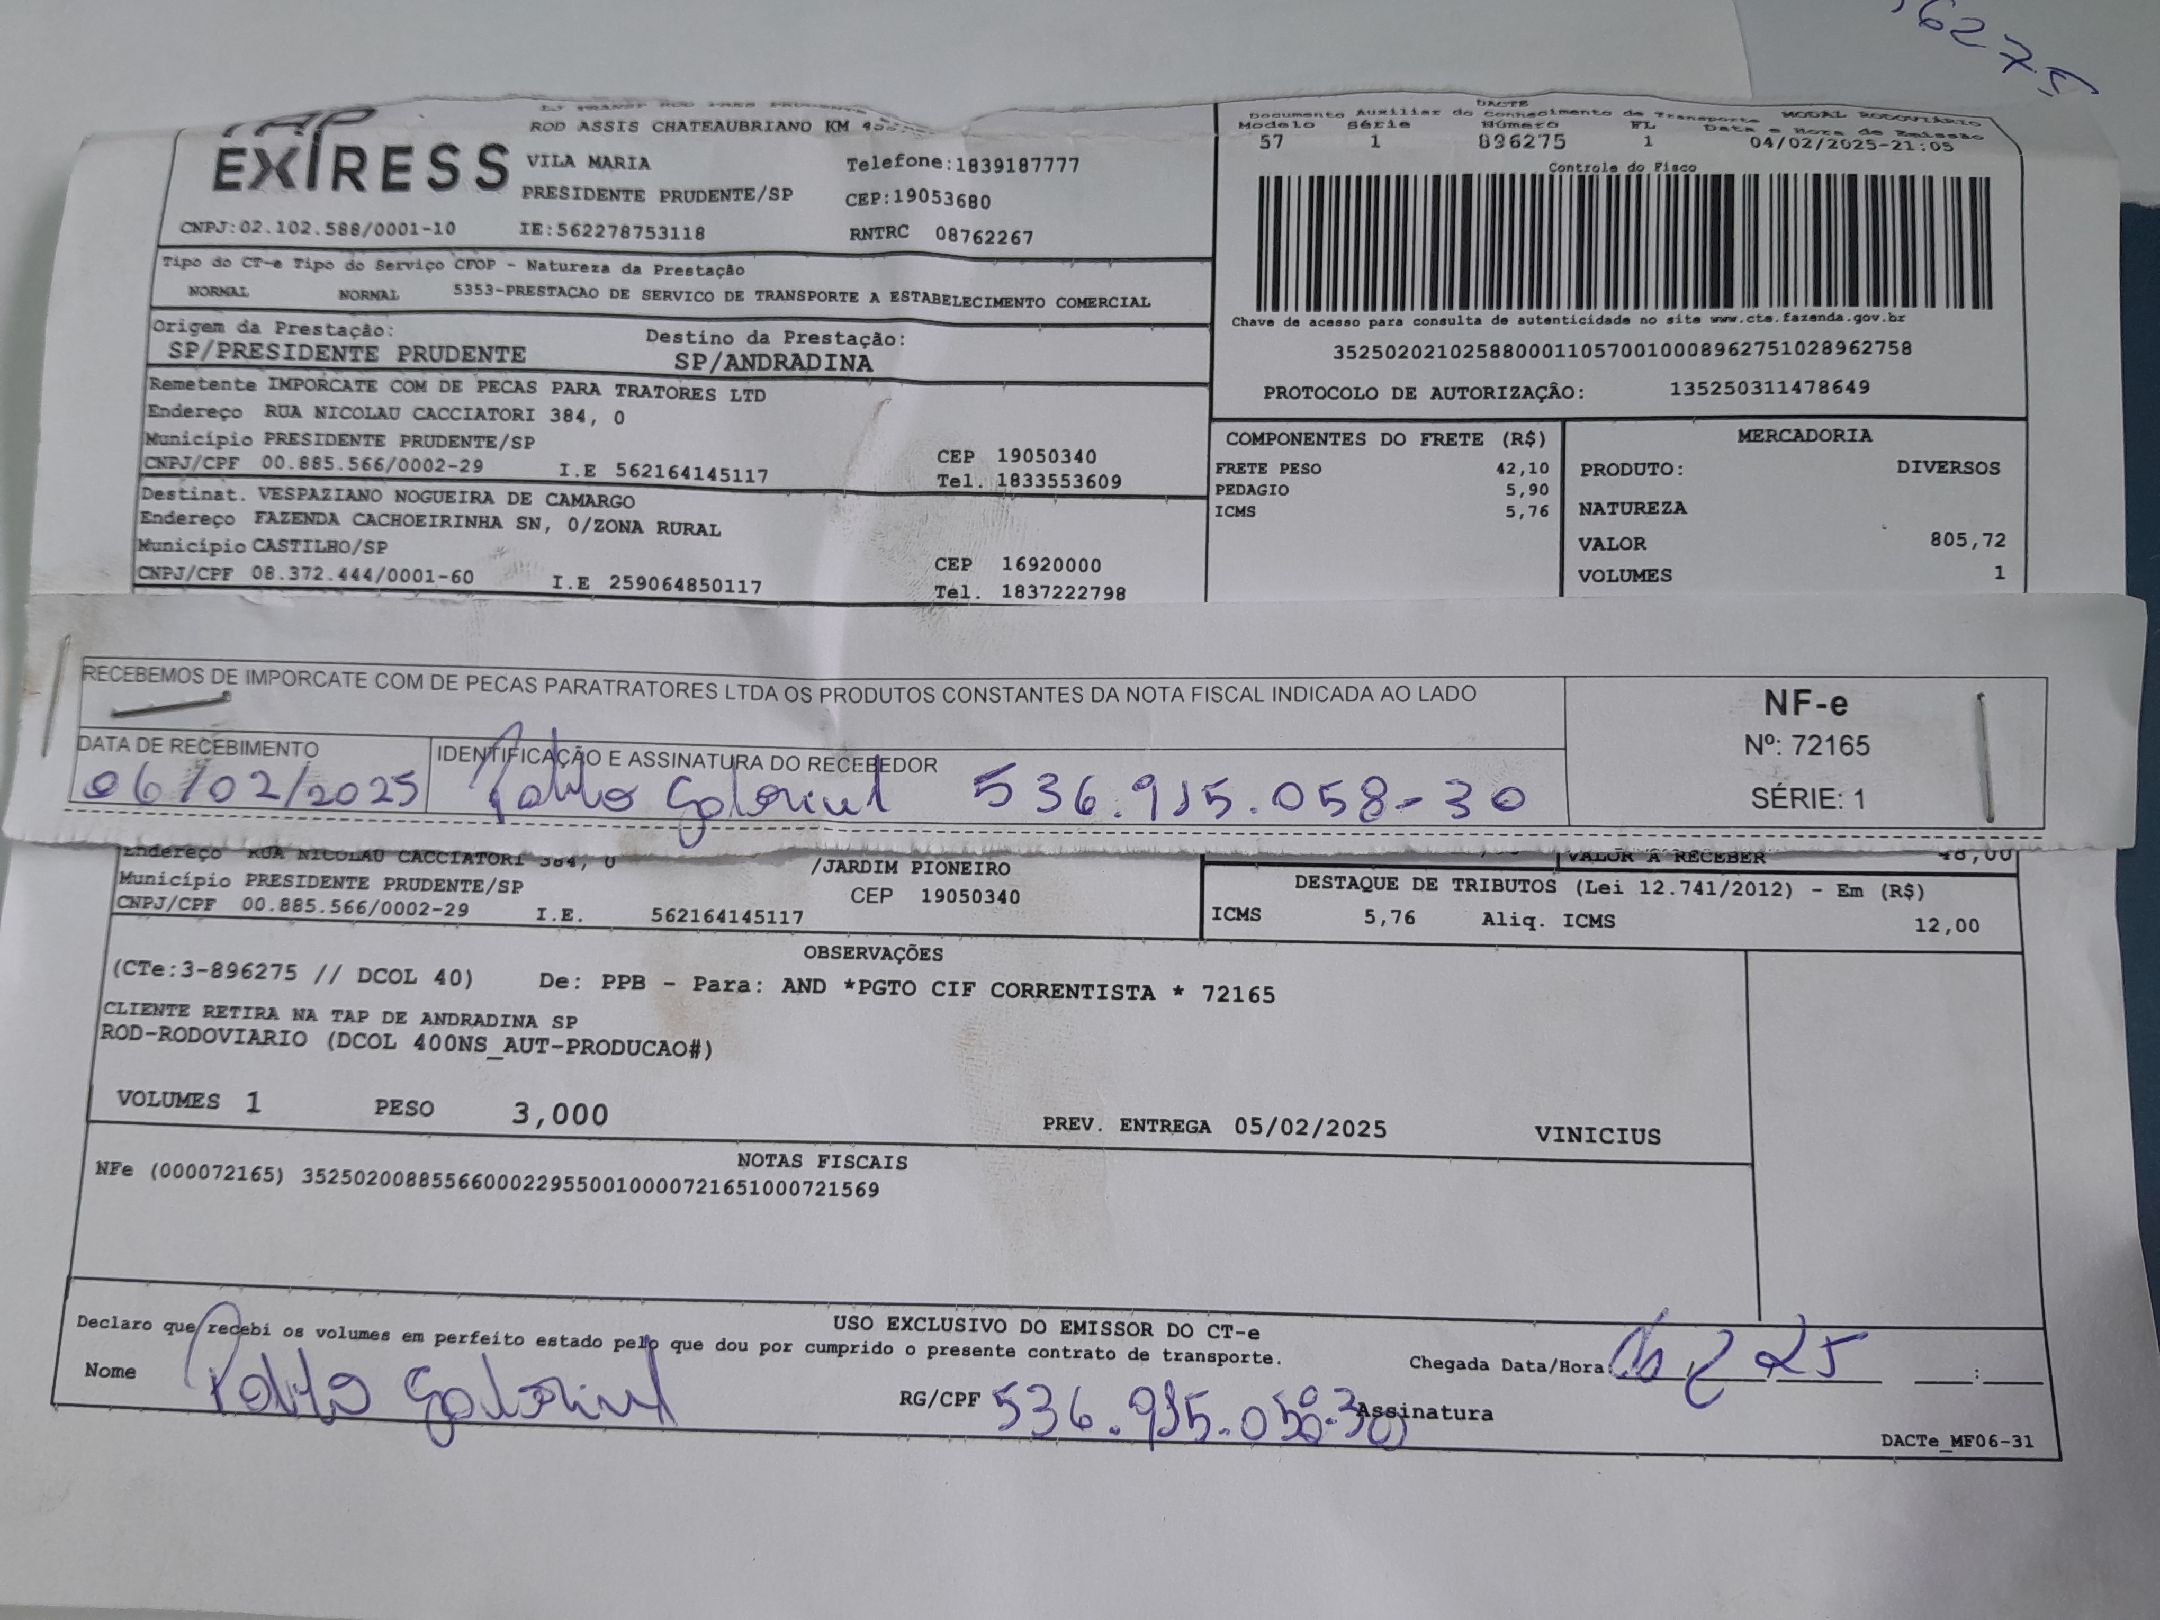 6275
TAP
EXPRESS
ROD ASSIS CHATEAUBRIANO KM
VILA MARIA
Telefone:1839187777
PRESIDENTE PRUDENTE/SP
CEP:19053680
CNPJ:02.102.588/0001-10
IE:562278753118
RNTRC 08762267
DACTE
Documento Auxiliar do Conhecimento de Transporte MODAL RODOVIÁRIO
Modelo Série Número FL Data e Hora de Emissão
57 1 896275 1 04/02/2025-21:05
Controle do Fisco
Chave de acesso para consulta de autenticidade no site www.cte.fazenda.gov.br
35250202102588000110570010008962751028962758
PROTOCOLO DE AUTORIZAÇÃO: 135250311478649
Tipo do CT-e Tipo do Serviço CFOP - Natureza da Prestação
NORMAL NORMAL 5353-PRESTACAO DE SERVICO DE TRANSPORTE A ESTABELECIMENTO COMERCIAL
Origem da Prestação: Destino da Prestação:
SP/PRESIDENTE PRUDENTE SP/ANDRADINA
Remetente IMPORCATE COM DE PECAS PARA TRATORES LTD
Endereço RUA NICOLAU CACCIATORI 384, 0
Município PRESIDENTE PRUDENTE/SP CEP 19050340
CNPJ/CPF 00.885.566/0002-29 I.E 562164145117 Tel. 1833553609
Destinat. VESPAZIANO NOGUEIRA DE CAMARGO
Endereço FAZENDA CACHOEIRINHA SN, 0/ZONA RURAL
Município CASTILHO/SP CEP 16920000
CNPJ/CPF 08.372.444/0001-60 I.E 259064850117 Tel. 1837222798
COMPONENTES DO FRETE (R$)
FRETE PESO 42,10
PEDAGIO 5,90
ICMS 5,76
MERCADORIA
PRODUTO: DIVERSOS
NATUREZA
VALOR 805,72
VOLUMES 1
RECEBEMOS DE IMPORCATE COM DE PECAS PARATRATORES LTDA OS PRODUTOS CONSTANTES DA NOTA FISCAL INDICADA AO LADO
DATA DE RECEBIMENTO
06/02/2025
IDENTIFICAÇÃO E ASSINATURA DO RECEBEDOR
Pablo Gabriel 536.915.058-30
NF-e
Nº: 72165
SÉRIE: 1
Endereço RUA NICOLAU CACCIATORI 384, 0 /JARDIM PIONEIRO
Município PRESIDENTE PRUDENTE/SP CEP 19050340
CNPJ/CPF 00.885.566/0002-29 I.E. 562164145117
VALOR A RECEBER 48,00
DESTAQUE DE TRIBUTOS (Lei 12.741/2012) - Em (R$)
ICMS 5,76 Aliq. ICMS 12,00
OBSERVAÇÕES
(CTe:3-896275 // DCOL 40) De: PPB - Para: AND *PGTO CIF CORRENTISTA * 72165
CLIENTE RETIRA NA TAP DE ANDRADINA SP
ROD-RODOVIARIO (DCOL 400NS_AUT-PRODUCAO#)
VOLUMES 1 PESO 3,000 PREV. ENTREGA 05/02/2025 VINICIUS
NOTAS FISCAIS
NFe (000072165) 35250200885566000229550010000721651000721569
USO EXCLUSIVO DO EMISSOR DO CT-e
Declaro que recebi os volumes em perfeito estado pelo que dou por cumprido o presente contrato de transporte.
Nome Pablo Gabriel RG/CPF 536.915.058-30 Assinatura
Chegada Data/Hora: 06 2 25 ___:___
DACTe_MF06-31